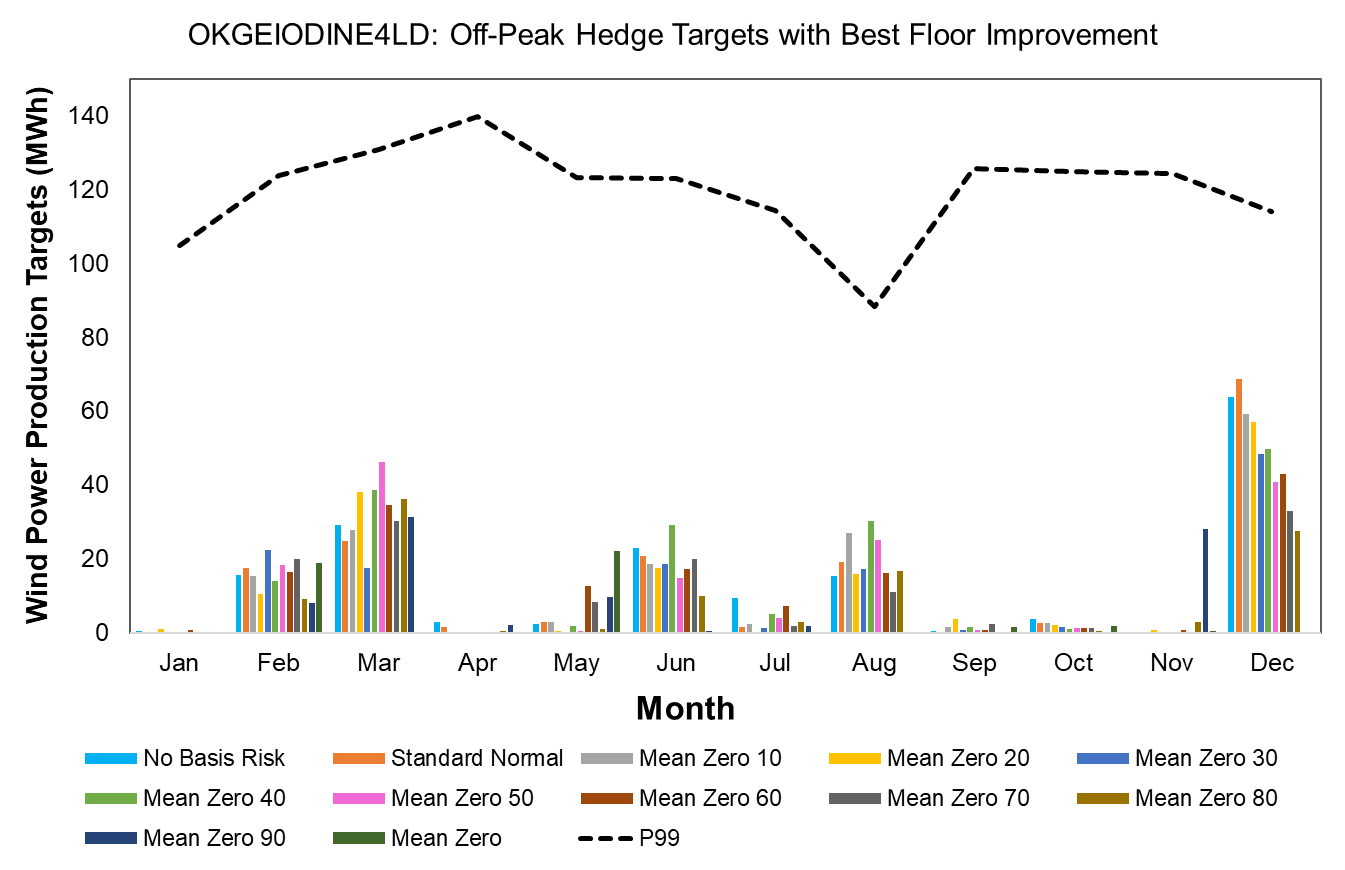 OKGEIODINE4LD: Off-Peak Hedge Targets with Best Floor Improvement
Wind Power Production Targets (MWh)
140
120
100
80
60
40
20
0
Jan Feb Mar Apr May Jun Jul Aug Sep Oct Nov Dec
Month
No Basis Risk Standard Normal Mean Zero 10 Mean Zero 20 Mean Zero 30
Mean Zero 40 Mean Zero 50 Mean Zero 60 Mean Zero 70 Mean Zero 80
Mean Zero 90 Mean Zero P99